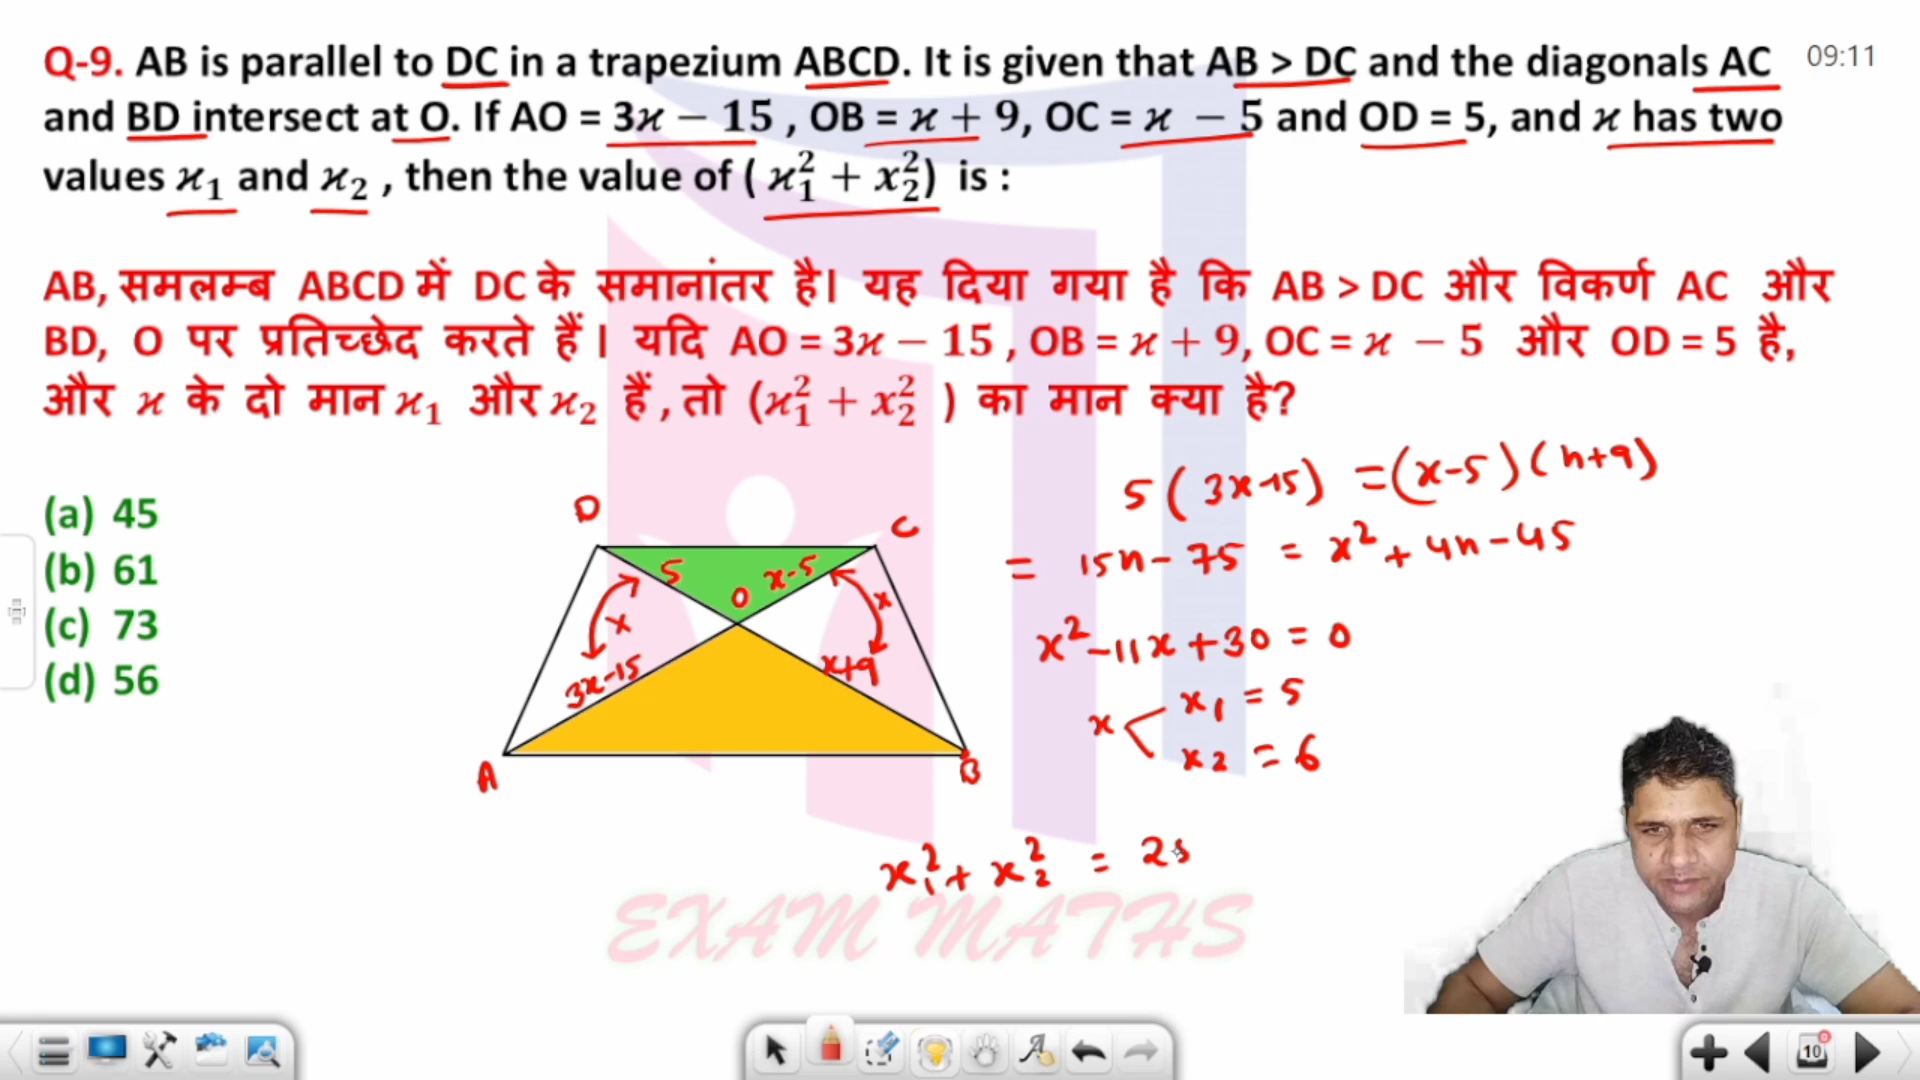 Q-9. AB is parallel to DC in a trapezium ABCD. It is given that AB > DC and the diagonals AC
09:11
and BD intersect at O. If AO = 3x − 15 , OB = x + 9, OC = x − 5 and OD = 5, and x has two
values x₁ and x₂ , then the value of ( x₁² + x₂²) is :
AB, समलम्ब ABCD में DC के समानांतर है। यह दिया गया है कि AB > DC और विकर्ण AC और
BD, O पर प्रतिच्छेद करते हैं । यदि AO = 3x − 15 , OB = x + 9, OC = x − 5 और OD = 5 है,
और x के दो मान x₁ और x₂ हैं , तो (x₁² + x₂² ) का मान क्या है?
(a) 45
(b) 61
(c) 73
(d) 56
D
C
5
O
x-5
x
x
3x-15
x+9
A
B
5 ( 3x-15) = (x-5) (x+9)
= 15x - 75 = x² + 4x - 45
x² - 11x + 30 = 0
x
x₁ = 5
x₂ = 6
x₁² + x₂² = 25
EXAM MATHS
10
0